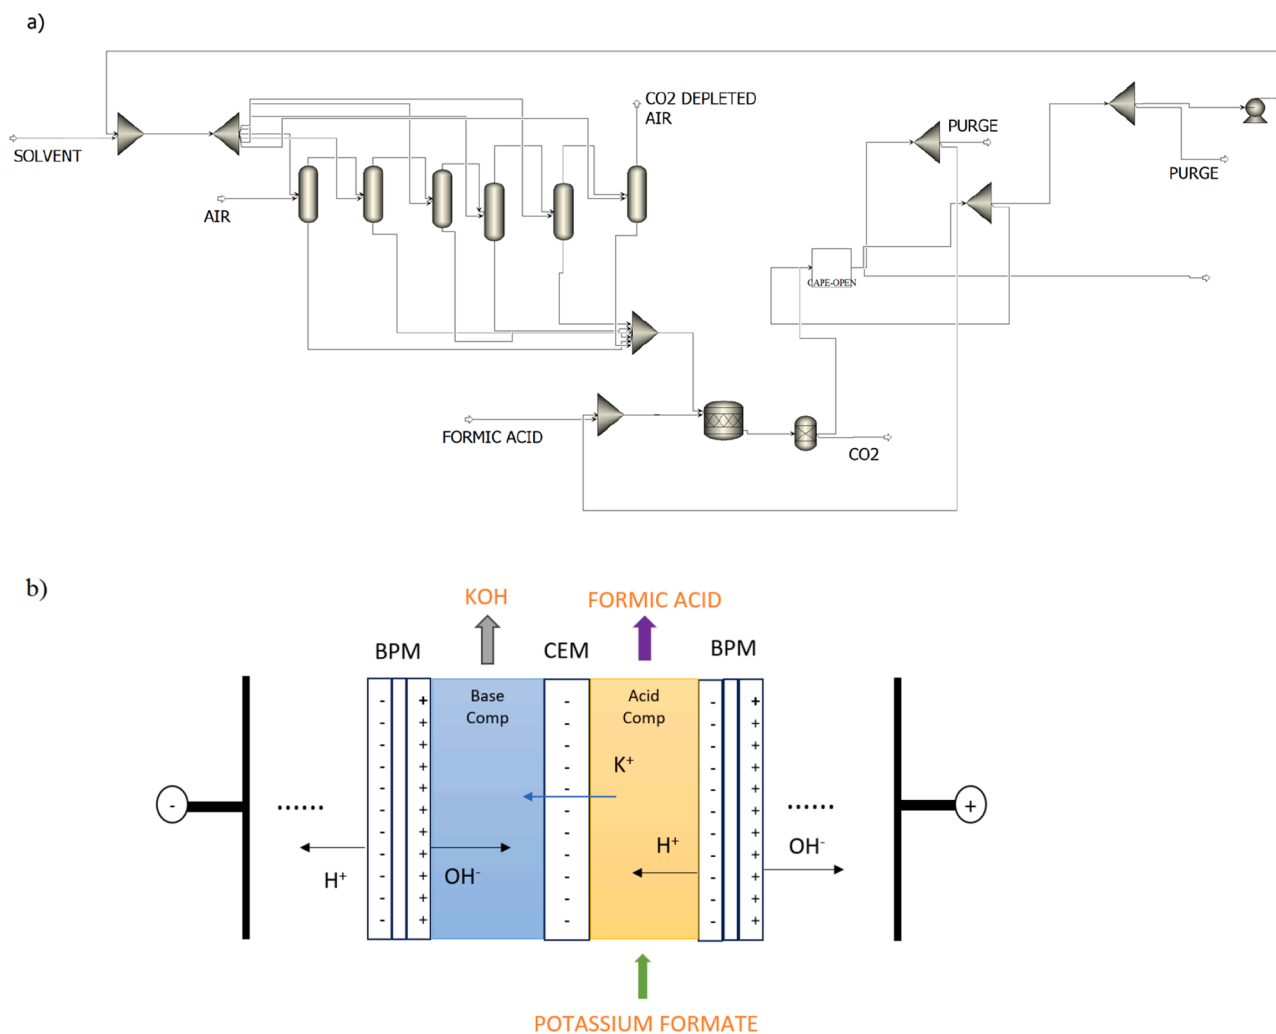 a)
CO2 DEPLETED
AIR
SOLVENT
PURGE
PURGE
AIR
CAPE-OPEN
FORMIC ACID
CO2
b)
KOH
FORMIC ACID
BPM
CEM
BPM
Base
Comp
Acid
Comp
- + - - +
- + - - +
- + - - +
K⁺
- + - - +
- + - - +
- ...... ...... +
- + - - +
- + - - +
H⁺ OH⁻
- + - - +
H⁺ OH⁻
- + - - +
- + - - +
- + - - +
POTASSIUM FORMATE